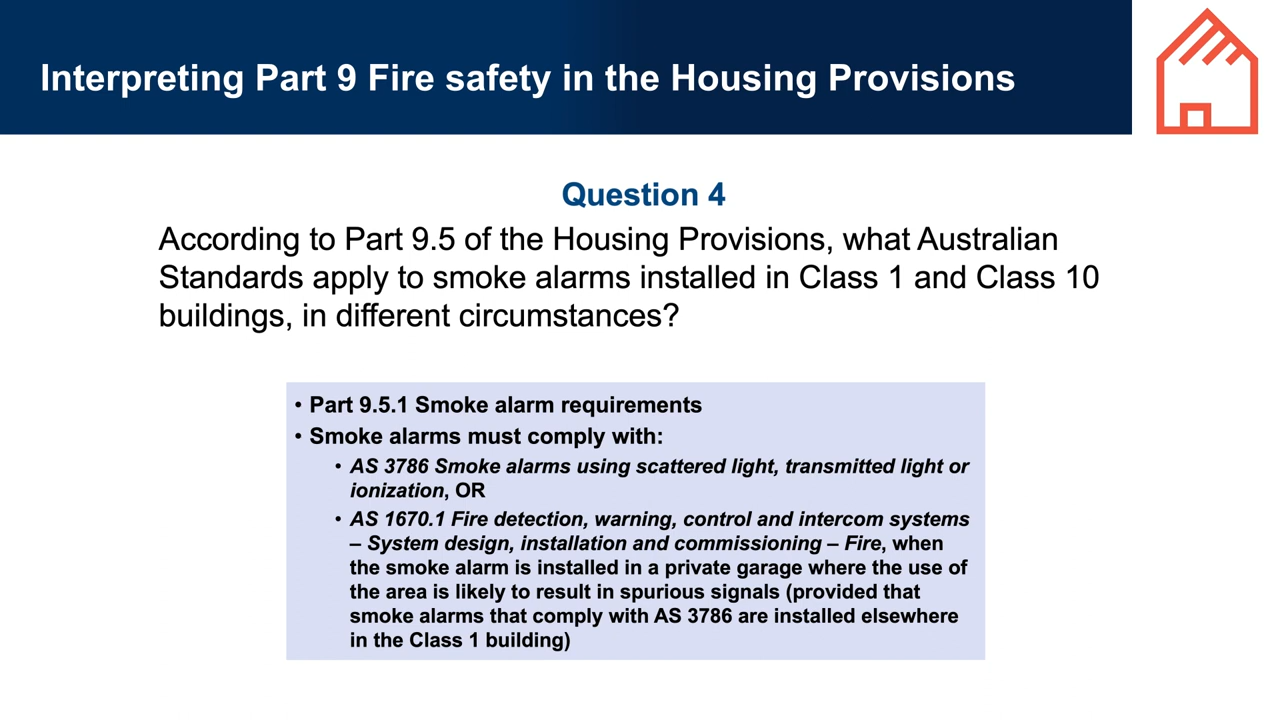 Interpreting Part 9 Fire safety in the Housing Provisions
Question 4
According to Part 9.5 of the Housing Provisions, what Australian
Standards apply to smoke alarms installed in Class 1 and Class 10
buildings, in different circumstances?
• Part 9.5.1 Smoke alarm requirements
• Smoke alarms must comply with:
• AS 3786 Smoke alarms using scattered light, transmitted light or
ionization, OR
• AS 1670.1 Fire detection, warning, control and intercom systems
– System design, installation and commissioning – Fire, when
the smoke alarm is installed in a private garage where the use of
the area is likely to result in spurious signals (provided that
smoke alarms that comply with AS 3786 are installed elsewhere
in the Class 1 building)